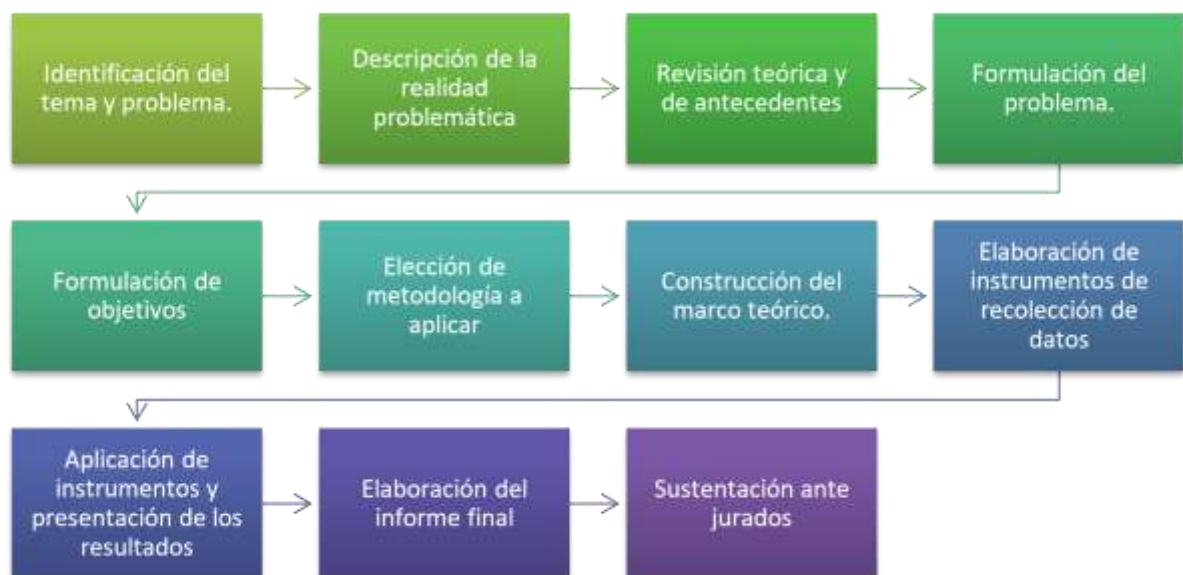 Identificación del
tema y problema.
Descripción de la
realidad
problemática
Revisión teórica y
de antecedentes
Formulación del
problema.
Formulación de
objetivos
Elección de
metodología a
aplicar
Construcción del
marco teórico.
Elaboración de
instrumentos de
recolección de
datos
Aplicación de
instrumentos y
presentación de los
resultados
Elaboración del
informe final
Sustentación ante
jurados